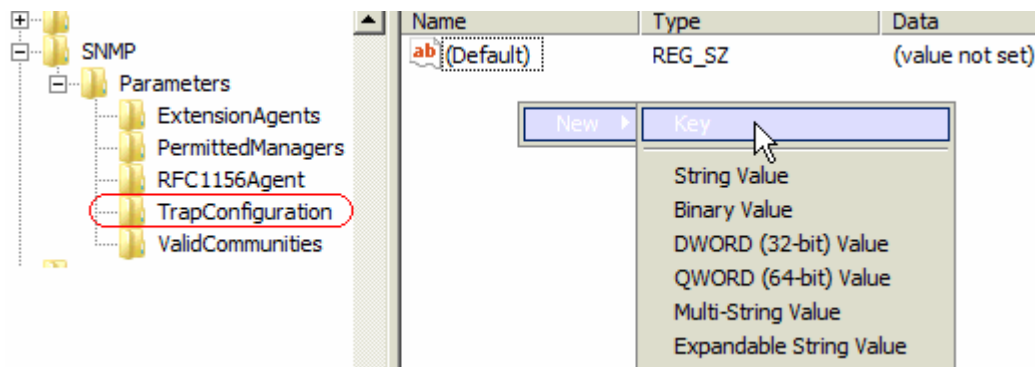 SNMP
Parameters
ExtensionAgents
PermittedManagers
RFC1156Agent
TrapConfiguration
ValidCommunities
Name Type Data
ab (Default) REG_SZ (value not set)
New Key
String Value
Binary Value
DWORD (32-bit) Value
QWORD (64-bit) Value
Multi-String Value
Expandable String Value